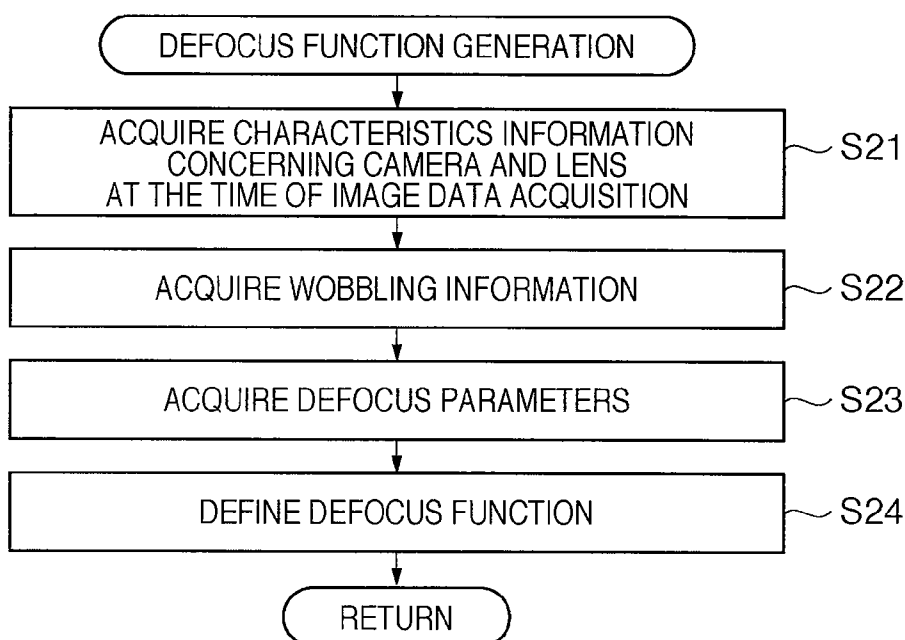 DEFOCUS FUNCTION GENERATION
ACQUIRE CHARACTERISTICS INFORMATION
CONCERNING CAMERA AND LENS
AT THE TIME OF IMAGE DATA ACQUISITION
S21
ACQUIRE WOBBLING INFORMATION
S22
ACQUIRE DEFOCUS PARAMETERS
S23
DEFINE DEFOCUS FUNCTION
S24
RETURN